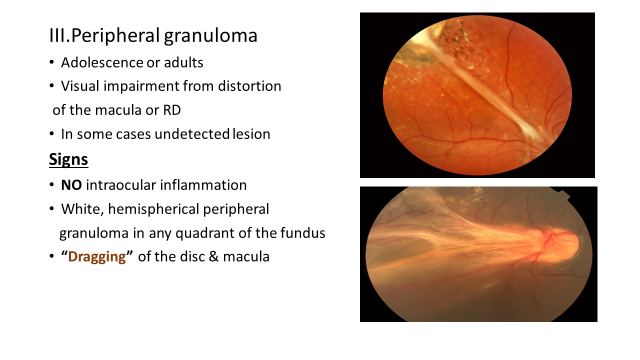 III.Peripheral granuloma
• Adolescence or adults
• Visual impairment from distortion
of the macula or RD
• In some cases undetected lesion
Signs
• NO intraocular inflammation
• White, hemispherical peripheral
granuloma in any quadrant of the fundus
• “Dragging” of the disc & macula